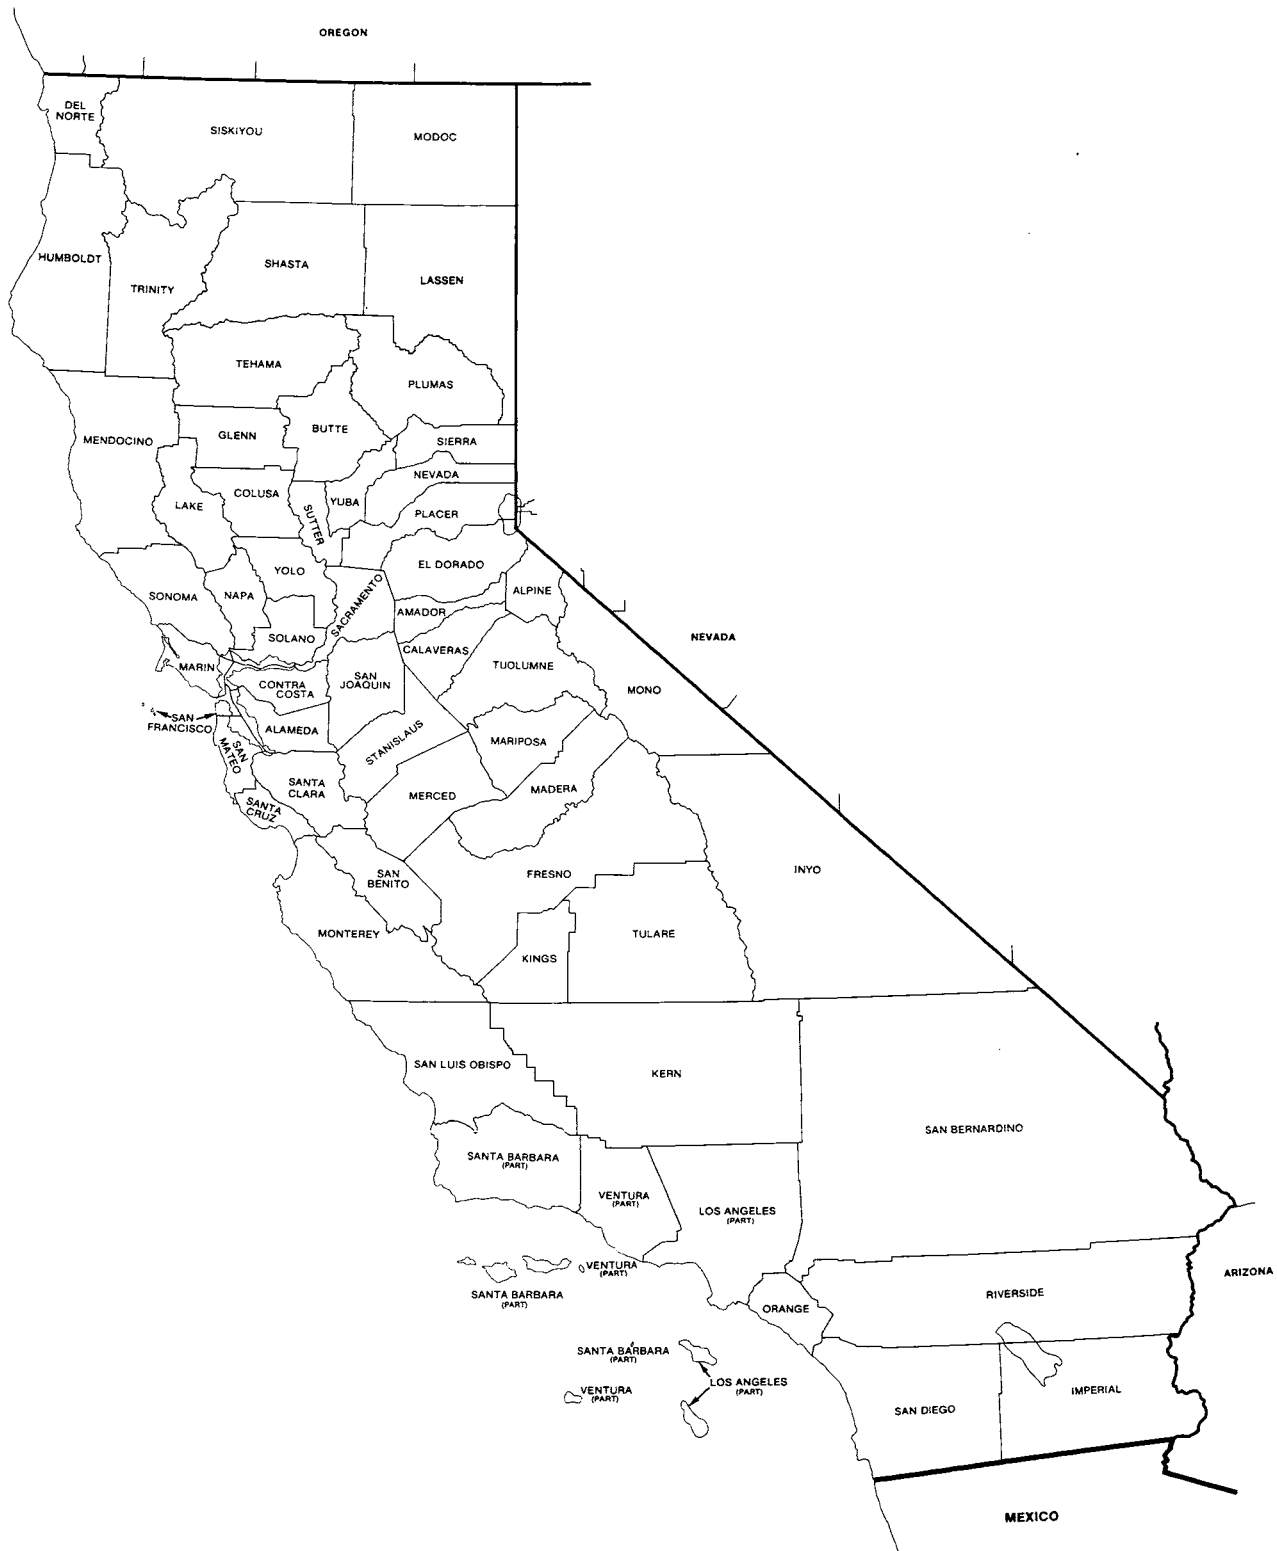 OREGON
DEL
NORTE
SISKIYOU
MODOC
HUMBOLDT
TRINITY
SHASTA
LASSEN
TEHAMA
PLUMAS
MENDOCINO
GLENN
BUTTE
SIERRA
NEVADA
LAKE
COLUSA
SUTTER
YUBA
PLACER
YOLO
EL DORADO
SONOMA
NAPA
SACRAMENTO
ALPINE
AMADOR
SOLANO
NEVADA
CALAVERAS
MARIN
TUOLUMNE
CONTRA
COSTA
SAN
JOAQUIN
MONO
SAN
FRANCISCO
ALAMEDA
STANISLAUS
MARIPOSA
SAN
MATEO
SANTA
CLARA
MERCED
MADERA
SANTA
CRUZ
SAN
BENITO
FRESNO
INYO
MONTEREY
KINGS
TULARE
SAN LUIS OBISPO
KERN
SAN BERNARDINO
SANTA BARBARA
(PART)
VENTURA
(PART)
LOS ANGELES
(PART)
VENTURA
(PART)
ARIZONA
SANTA BARBARA
(PART)
ORANGE
RIVERSIDE
SANTA BARBARA
(PART)
LOS ANGELES
(PART)
VENTURA
(PART)
IMPERIAL
SAN DIEGO
MEXICO